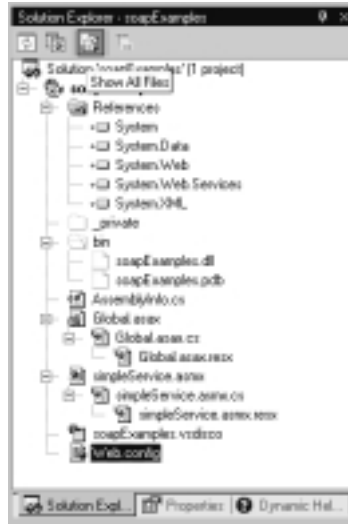 Solution Explorer - soapExamples
Solution 'soapExamples' (1 project)
Show All Files
References
System
System.Data
System.Web
System.Web.Services
System.XML
_private
bin
soapExamples.dll
soapExamples.pdb
AssemblyInfo.cs
Global.asax
Global.asax.cs
Global.asax.resx
simpleService.asmx
simpleService.asmx.cs
simpleService.asmx.resx
soapExamples.vsdisco
Web.config
Solution Expl... Properties Dynamic Hel...